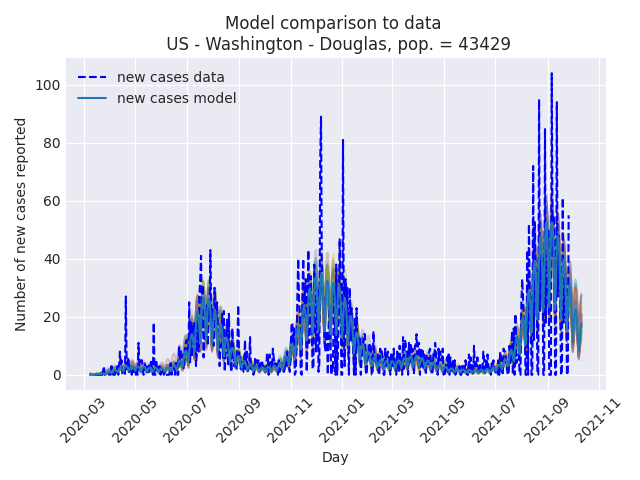 Model comparison to data
US - Washington - Douglas, pop. = 43429
new cases data
new cases model
Number of new cases reported
100
80
60
40
20
0
2020-03
2020-05
2020-07
2020-09
2020-11
2021-01
2021-03
2021-05
2021-07
2021-09
2021-11
Day